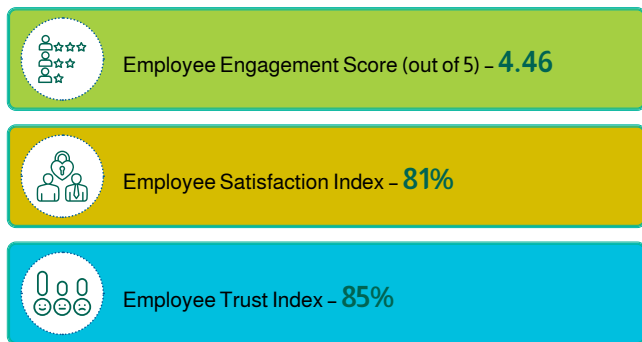 Employee Engagement Score (out of 5) – 4.46
Employee Satisfaction Index – 81%
Employee Trust Index – 85%